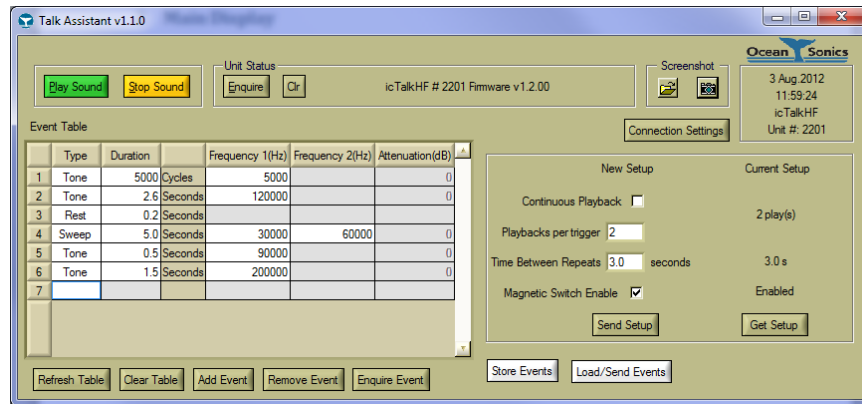 Talk Assistant v1.1.0
Ocean Sonics
Unit Status
Screenshot
Play Sound Stop Sound Enquire Clr icTalkHF # 2201 Firmware v1.2.00
3 Aug.2012
11:59:24
icTalkHF
Unit #: 2201
Event Table
Connection Settings
Type Duration Frequency 1(Hz) Frequency 2(Hz) Attenuation(dB)
1 Tone 5000 Cycles 5000 0
2 Tone 2.6 Seconds 120000 0
3 Rest 0.2 Seconds 0
4 Sweep 5.0 Seconds 30000 60000 0
5 Tone 0.5 Seconds 90000 0
6 Tone 1.5 Seconds 200000 0
7
New Setup Current Setup
Continuous Playback
2 play(s)
Playbacks per trigger 2
Time Between Repeats 3.0 seconds 3.0 s
Magnetic Switch Enable Enabled
Send Setup Get Setup
Refresh Table Clear Table Add Event Remove Event Enquire Event
Store Events Load/Send Events